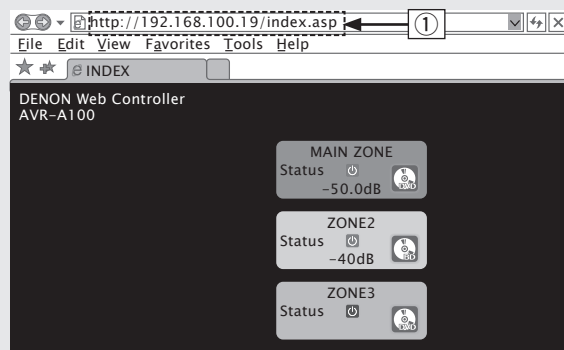 http://192.168.100.19/index.asp
①
File Edit View Favorites Tools Help
INDEX
DENON Web Controller
AVR-A100
MAIN ZONE
Status
-50.0dB
ZONE2
Status
-40dB
ZONE3
Status